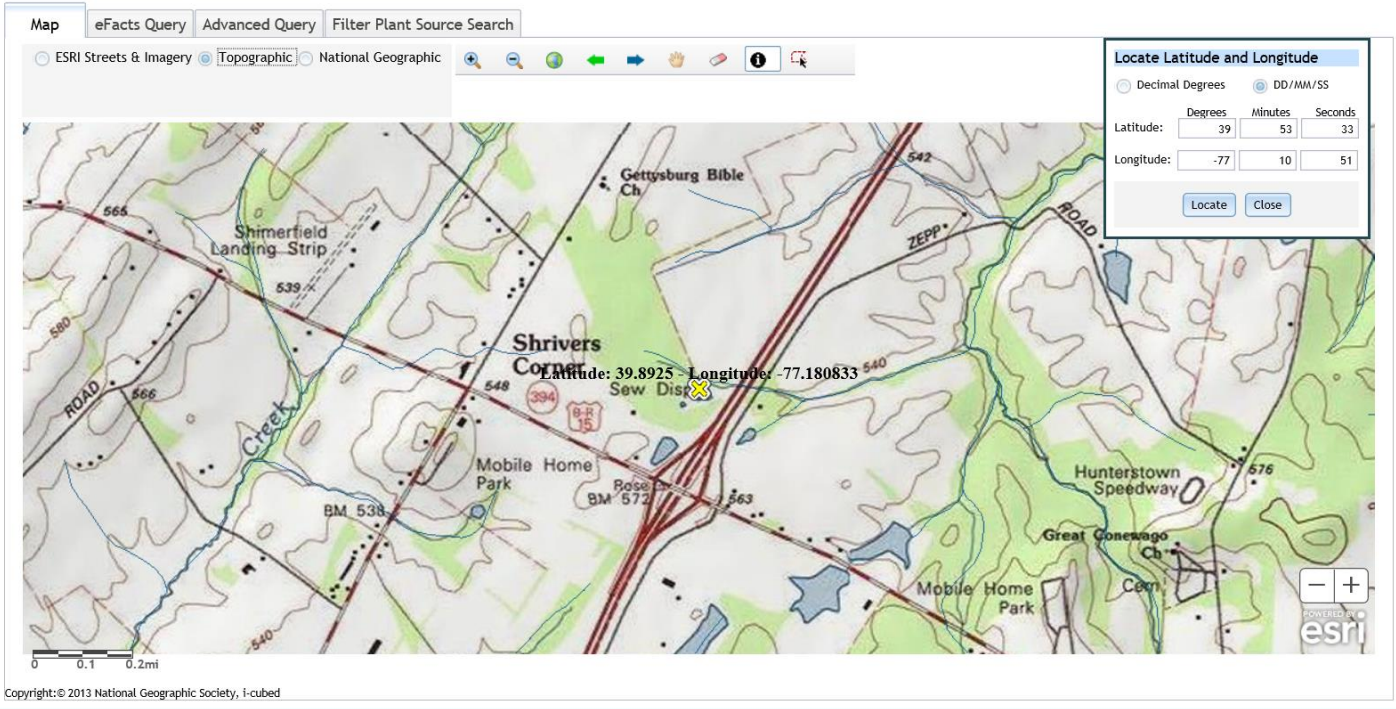 Map eFacts Query Advanced Query Filter Plant Source Search
ESRI Streets & Imagery Topographic National Geographic
Locate Latitude and Longitude
Decimal Degrees DD/MM/SS
Degrees Minutes Seconds
Latitude: 39 53 33
Longitude: -77 10 51
Locate Close
542
Gettysburg Bible
Ch
565
Shimerfield
Landing Strip
ROAD
ZEPP
539
580
Shrivers
Corner
Latitude: 39.8925 - Longitude: -77.180833
540
548
Sew Disp
394
B-R
15
ROAD
566
Creek
Mobile Home
Park
Rose
BM 572
563
BM 538
Hunterstown
Speedway
576
Great Conewago
Ch
Cem
Mobile Home
Park
540
POWERED BY
esri
0 0.1 0.2mi
Copyright:© 2013 National Geographic Society, i-cubed